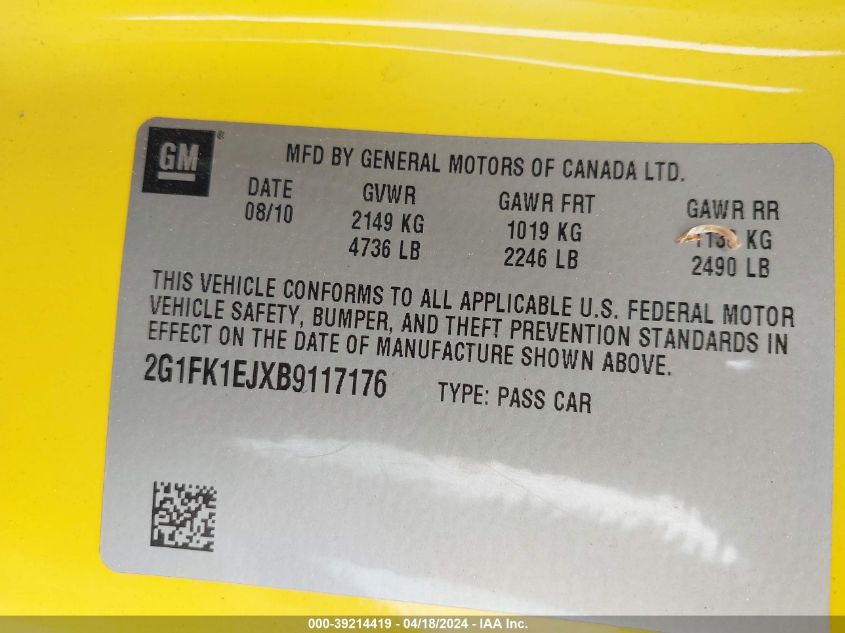 GM®
MFD BY GENERAL MOTORS OF CANADA LTD.
DATE GVWR GAWR FRT GAWR RR
08/10 2149 KG 1019 KG KG
4736 LB 2246 LB 2490 LB
THIS VEHICLE CONFORMS TO ALL APPLICABLE U.S. FEDERAL MOTOR
VEHICLE SAFETY, BUMPER, AND THEFT PREVENTION STANDARDS IN
EFFECT ON THE DATE OF MANUFACTURE SHOWN ABOVE.
2G1FK1EJXB9117176 TYPE: PASS CAR
000-39214419 - 04/18/2024 - IAA Inc.